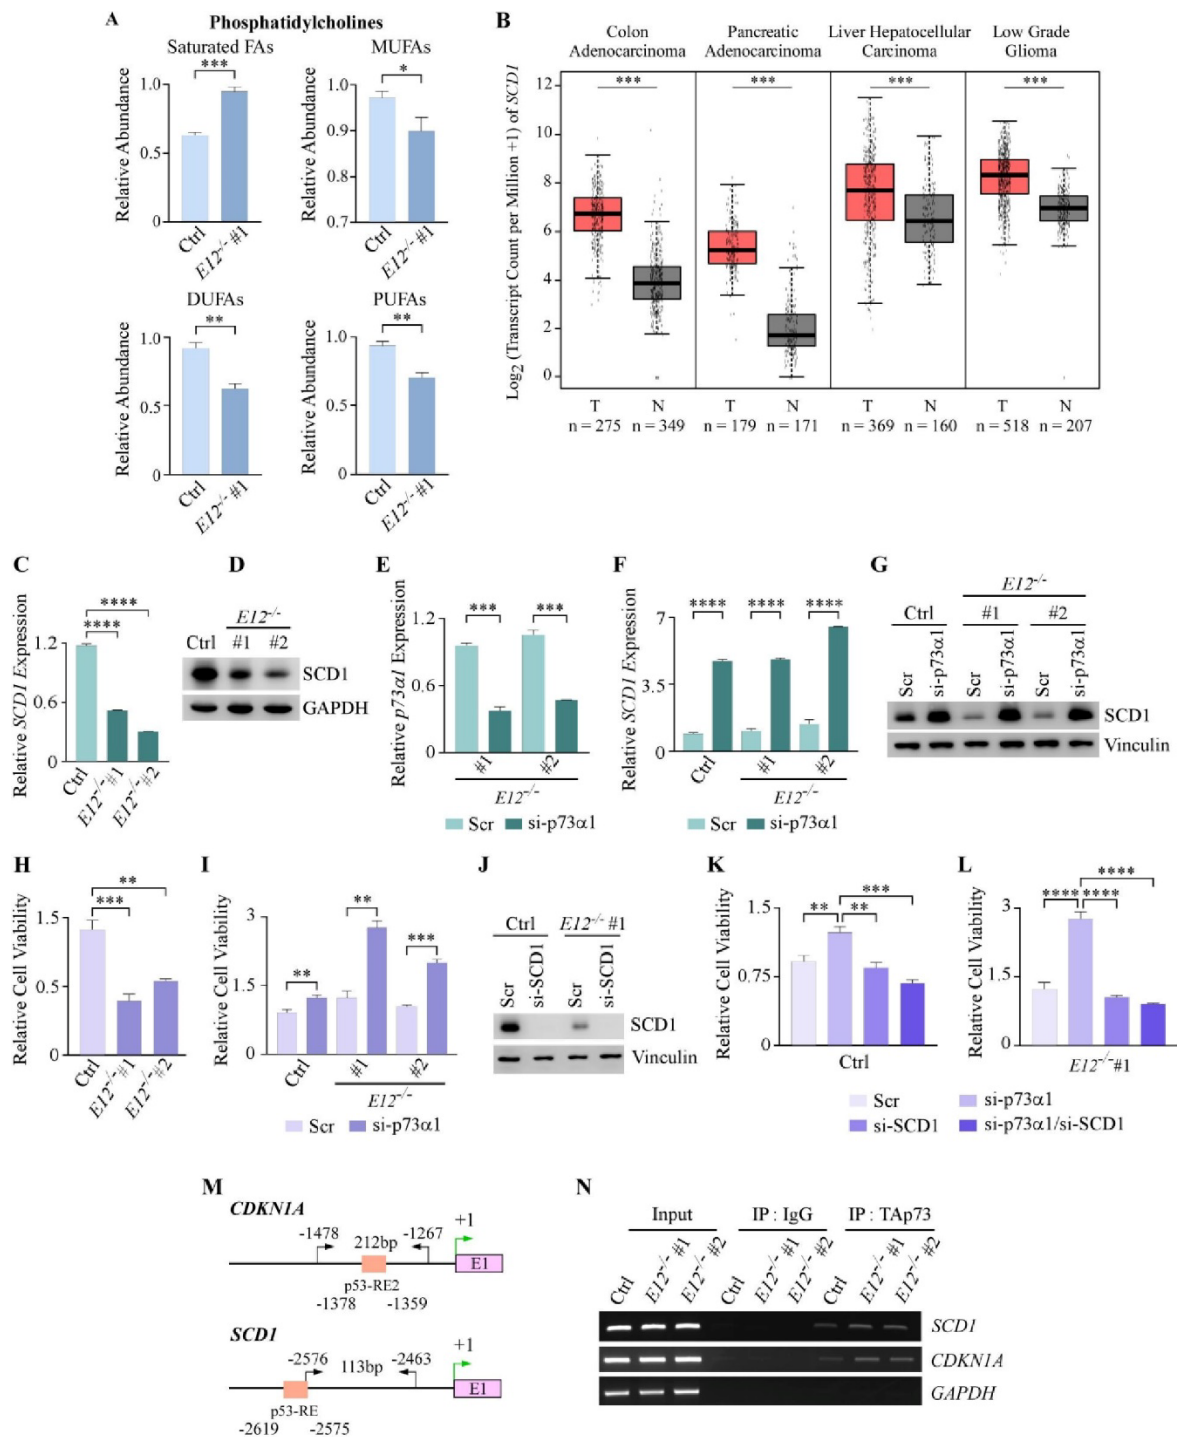 A
Phosphatidylcholines
Saturated FAs
MUFAs
***
*
Relative Abundance
1.0
0.5
0
Relative Abundance
1.0
0.9
0.8
0.7
Ctrl
E12-/- #1
Ctrl
E12-/- #1
DUFAs
PUFAs
**
**
Relative Abundance
1.0
0.5
0
Relative Abundance
1.0
0.5
0
Ctrl
E12-/- #1
Ctrl
E12-/- #1
B
Colon Adenocarcinoma
Pancreatic Adenocarcinoma
Liver Hepatocellular Carcinoma
Low Grade Glioma
Log2 (Transcript Count per Million +1) of SCD1
12
10
8
6
4
2
0
*** *** *** ***
T N T N T N T N
n = 275 n = 349 n = 179 n = 171 n = 369 n = 160 n = 518 n = 207
C
Relative SCD1 Expression
1.2
0.6
0
****
****
Ctrl
E12-/- #1
E12-/- #2
D
E12-/-
Ctrl #1 #2
SCD1
GAPDH
E
Relative p73α1 Expression
1.2
0.8
0.4
0
*** ***
#1 #2
E12-/-
Scr si-p73α1
F
Relative SCD1 Expression
7
3.5
0
**** **** ****
Ctrl #1 #2
E12-/-
Scr si-p73α1
G
E12-/-
Ctrl #1 #2
Scr si-p73α1 Scr si-p73α1 Scr si-p73α1
SCD1
Vinculin
H
Relative Cell Viability
1.5
0.5
0
**
***
Ctrl
E12-/- #1
E12-/- #2
I
Relative Cell Viability
3
1.5
0
** ** ***
Ctrl #1 #2
E12-/-
Scr si-p73α1
J
Ctrl E12-/- #1
Scr si-SCD1 Scr si-SCD1
SCD1
Vinculin
K
Relative Cell Viability
1.5
0.75
0
***
** **
Ctrl
L
Relative Cell Viability
3
1.5
0
****
**** ****
E12-/-#1
Scr si-p73α1
si-SCD1 si-p73α1/si-SCD1
M
CDKN1A
-1478 212bp -1267 +1
E1
p53-RE2
-1378 -1359
SCD1
-2576 113bp -2463 +1
E1
p53-RE
-2619 -2575
N
Input IP : IgG IP : TAp73
Ctrl E12-/- #1 E12-/- #2 Ctrl E12-/- #1 E12-/- #2 Ctrl E12-/- #1 E12-/- #2
SCD1
CDKN1A
GAPDH